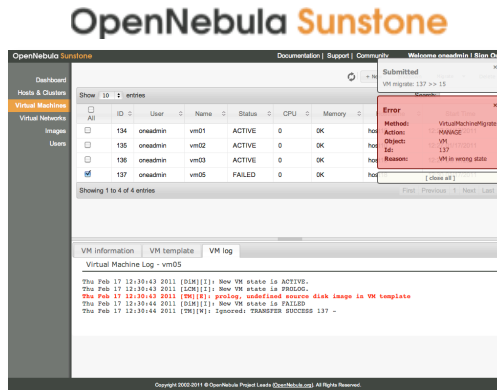 OpenNebula Sunstone
OpenNebula Sunstone
Documentation | Support | Community
Welcome oneadmin | Sign Out
Dashboard
Hosts & Clusters
Virtual Machines
Virtual Networks
Images
Users
Submitted
VM migrate: 137 >> 15
Show 10 entries
Search:
All ID User Name Status CPU Memory
134 oneadmin vm01 ACTIVE 0 0K
135 oneadmin vm02 ACTIVE 0 0K
136 oneadmin vm03 ACTIVE 0 0K
137 oneadmin vm05 FAILED 0 0K
Error
Method: VirtualMachineMigrate
Action: MANAGE
Object: VM
Id: 137
Reason: VM in wrong state
[ close all ]
Showing 1 to 4 of 4 entries
First Previous 1 Next Last
VM information VM template VM log
Virtual Machine Log - vm05
Thu Feb 17 12:30:43 2011 [DiM][I]: New VM state is ACTIVE.
Thu Feb 17 12:30:43 2011 [LCM][I]: New VM state is PROLOG.
Thu Feb 17 12:30:43 2011 [TM][E]: prolog, undefined source disk image in VM template
Thu Feb 17 12:30:44 2011 [DiM][I]: New VM state is FAILED
Thu Feb 17 12:30:44 2011 [TM][W]: Ignored: TRANSFER SUCCESS 137 -
Copyright 2002-2011 © OpenNebula Project Leads (OpenNebula.org). All Rights Reserved.